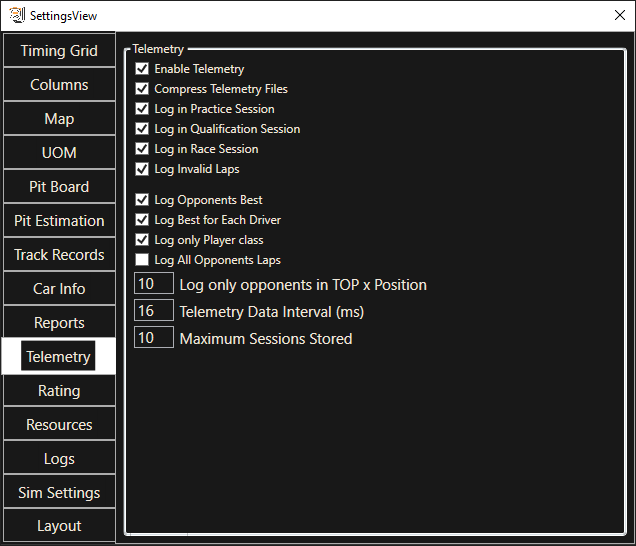 SettingsView
Timing Grid
Columns
Map
UOM
Pit Board
Pit Estimation
Track Records
Car Info
Reports
Telemetry
Rating
Resources
Logs
Sim Settings
Layout
Telemetry
Enable Telemetry
Compress Telemetry Files
Log in Practice Session
Log in Qualification Session
Log in Race Session
Log Invalid Laps
Log Opponents Best
Log Best for Each Driver
Log only Player class
Log All Opponents Laps
10 Log only opponents in TOP x Position
16 Telemetry Data Interval (ms)
10 Maximum Sessions Stored